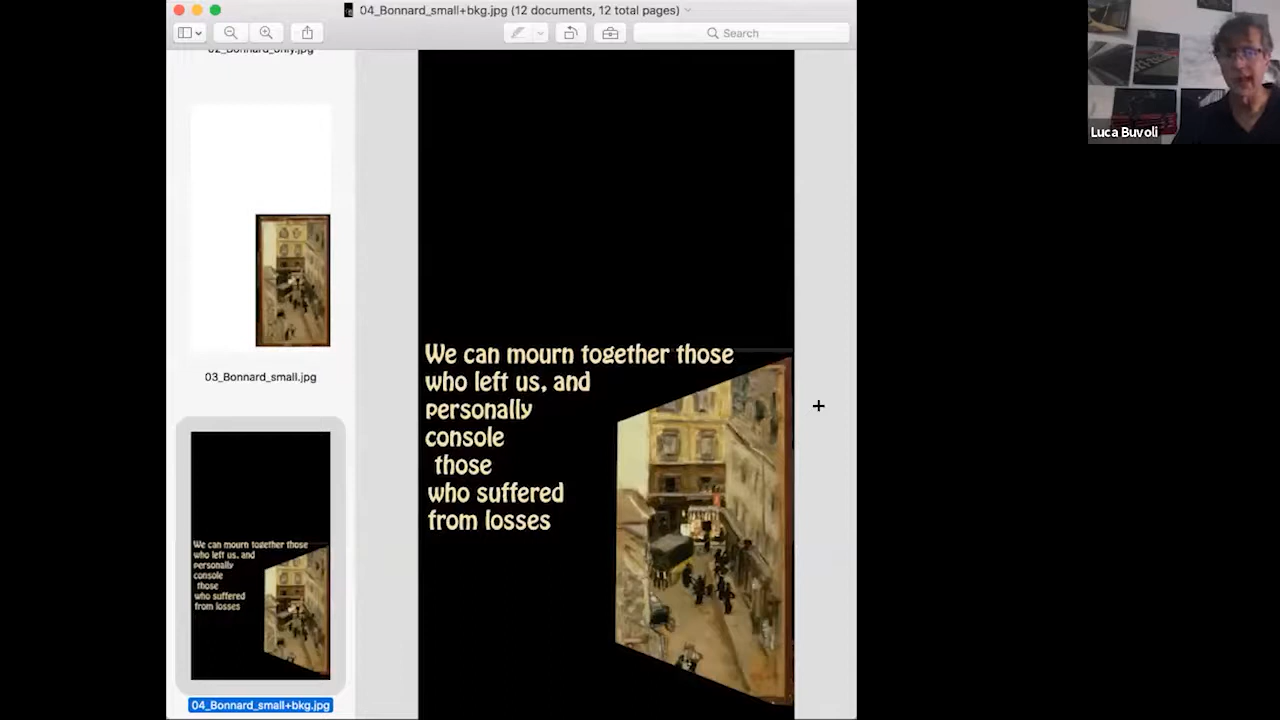 04_Bonnard_small+bkg.jpg (12 documents, 12 total pages)
Search
02_Bonnard_only.jpg
03_Bonnard_small.jpg
We can mourn together those
who left us, and
personally
console
those
who suffered
from losses
04_Bonnard_small+bkg.jpg
We can mourn together those
who left us, and
personally
console
those
who suffered
from losses
Luca Buvoli